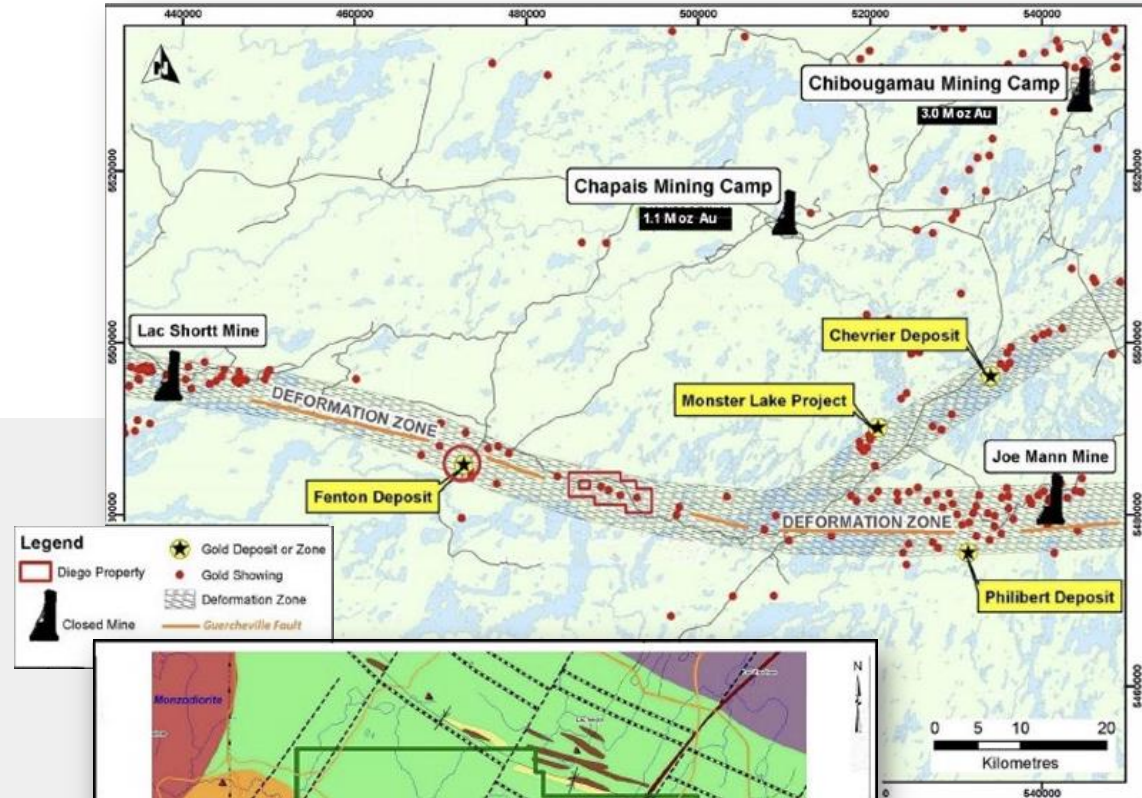 440000 460000 480000 500000 520000 540000
N
Chibougamau Mining Camp
3.0 M oz Au
5520000
Chapais Mining Camp
1.1 M oz Au
Lac Shortt Mine
5500000
Chevrier Deposit
DEFORMATION ZONE
Monster Lake Project
Joe Mann Mine
Fenton Deposit
DEFORMATION ZONE
Philibert Deposit
Legend
Diego Property
Closed Mine
Gold Deposit or Zone
Gold Showing
Deformation Zone
Guercheville Fault
5460000
0 5 10 20
Kilometres
540000
Monzodiorite
N